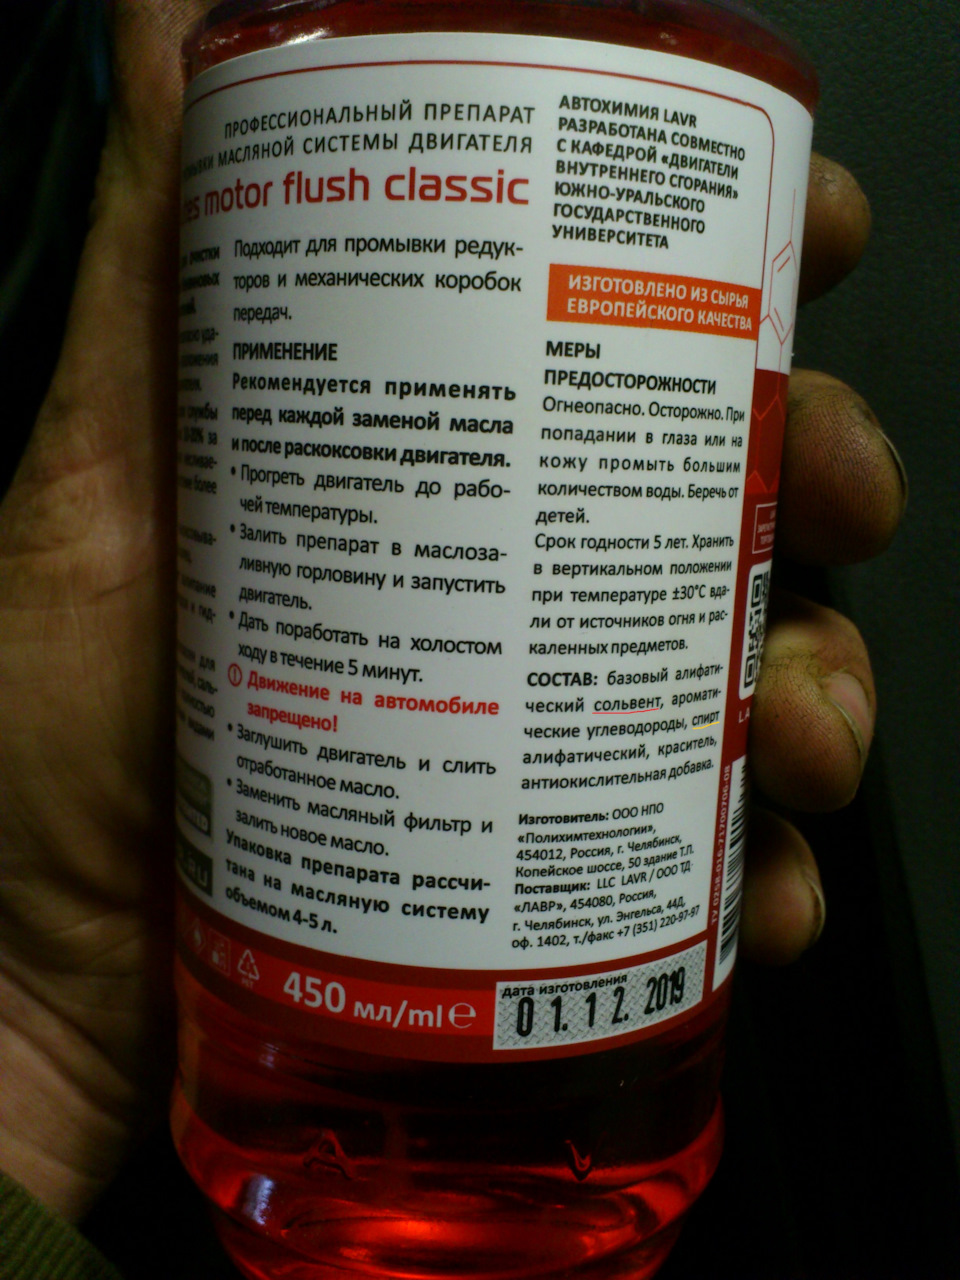 ПРОФЕССИОНАЛЬНЫЙ ПРЕПАРАТ
МАСЛЯНОЙ СИСТЕМЫ ДВИГАТЕЛЯ
motor flush classic
Подходит для промывки редук-
торов и механических коробок
передач.
ПРИМЕНЕНИЕ
Рекомендуется применять
перед каждой заменой масла
и после раскоксовки двигателя.
• Прогреть двигатель до рабо-
чей температуры.
• Залить препарат в маслоза-
ливную горловину и запустить
двигатель.
• Дать поработать на холостом
ходу в течение 5 минут.
Движение на автомобиле
запрещено!
• Заглушить двигатель и слить
отработанное масло.
• Заменить масляный фильтр и
залить новое масло.
Упаковка препарата рассчи-
тана на масляную систему
объемом 4-5 л.
450 мл/ml e
АВТОХИМИЯ LAVR
РАЗРАБОТАНА СОВМЕСТНО
С КАФЕДРОЙ «ДВИГАТЕЛИ
ВНУТРЕННЕГО СГОРАНИЯ»
ЮЖНО-УРАЛЬСКОГО
ГОСУДАРСТВЕННОГО
УНИВЕРСИТЕТА
ИЗГОТОВЛЕНО ИЗ СЫРЬЯ
ЕВРОПЕЙСКОГО КАЧЕСТВА
МЕРЫ
ПРЕДОСТОРОЖНОСТИ
Огнеопасно. Осторожно. При
попадании в глаза или на
кожу промыть большим
количеством воды. Беречь от
детей.
Срок годности 5 лет. Хранить
в вертикальном положении
при температуре ±30°C вда-
ли от источников огня и рас-
каленных предметов.
СОСТАВ: базовый алифати-
ческий сольвент, аромати-
ческие углеводороды, спирт
алифатический, краситель,
антиокислительная добавка.
Изготовитель: ООО НПО
«Полихимтехнологии»,
454012, Россия, г. Челябинск,
Копейское шоссе, 50 здание Т.П.
Поставщик: LLC LAVR / ООО ТД
«ЛАВР», 454080, Россия,
г. Челябинск, ул. Энгельса, 44Д,
оф. 1402, т./факс +7 (351) 220-97-97
дата изготовления
01.12.2019
ТУ 0258-016-71700706-08